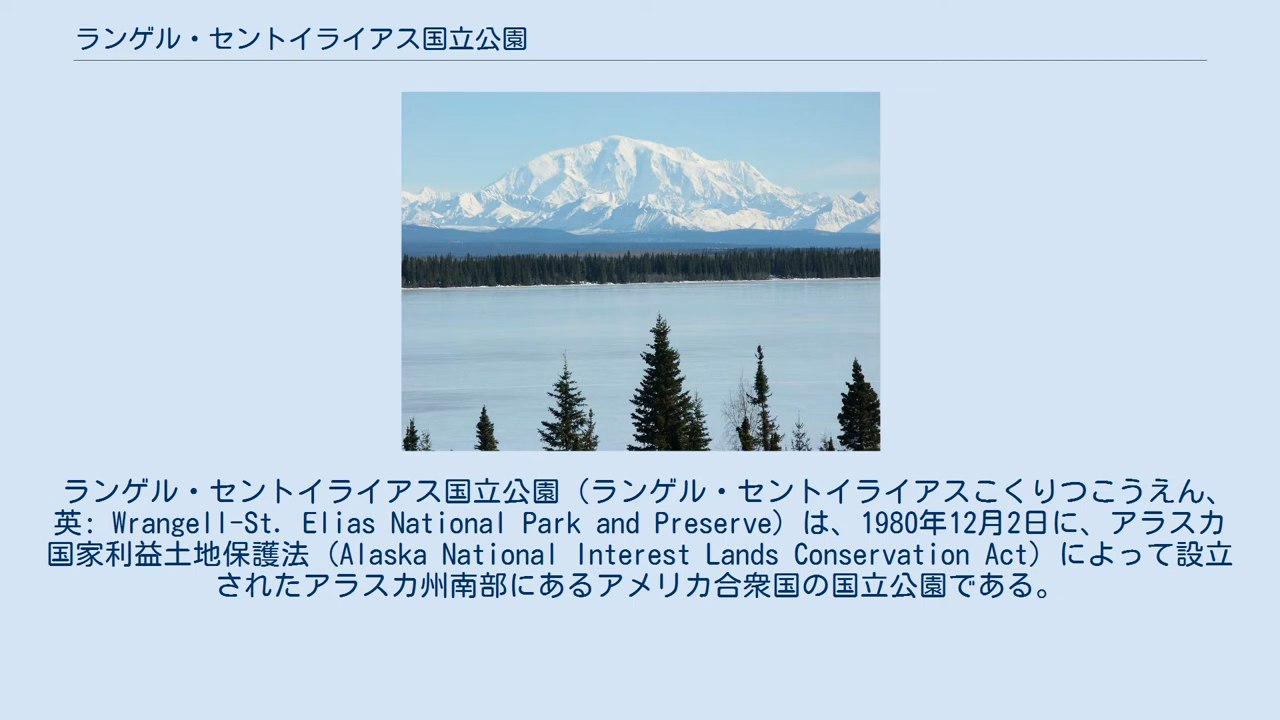 ランゲル・セントイライアス国立公園
ランゲル・セントイライアス国立公園（ランゲル・セントイライアスこくりつこうえん、
英: Wrangell-St. Elias National Park and Preserve）は、1980年12月2日に、アラスカ
国家利益土地保護法（Alaska National Interest Lands Conservation Act）によって設立
されたアラスカ州南部にあるアメリカ合衆国の国立公園である。